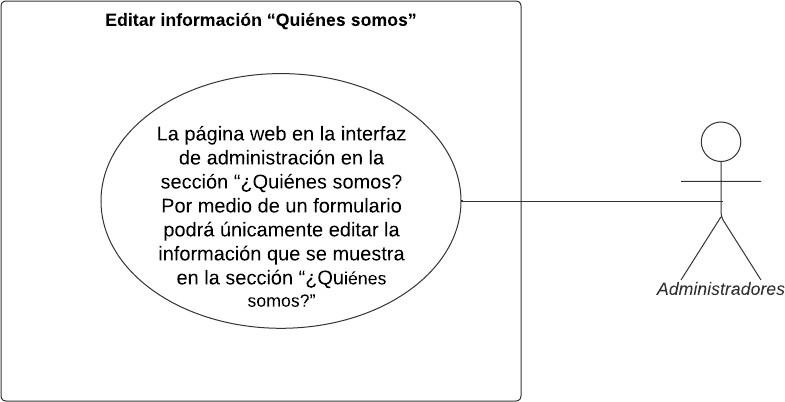 Editar información “Quiénes somos”
La página web en la interfaz
de administración en la
sección “¿Quiénes somos?
Por medio de un formulario
podrá únicamente editar la
información que se muestra
en la sección “¿Quiénes
somos?”
Administradores